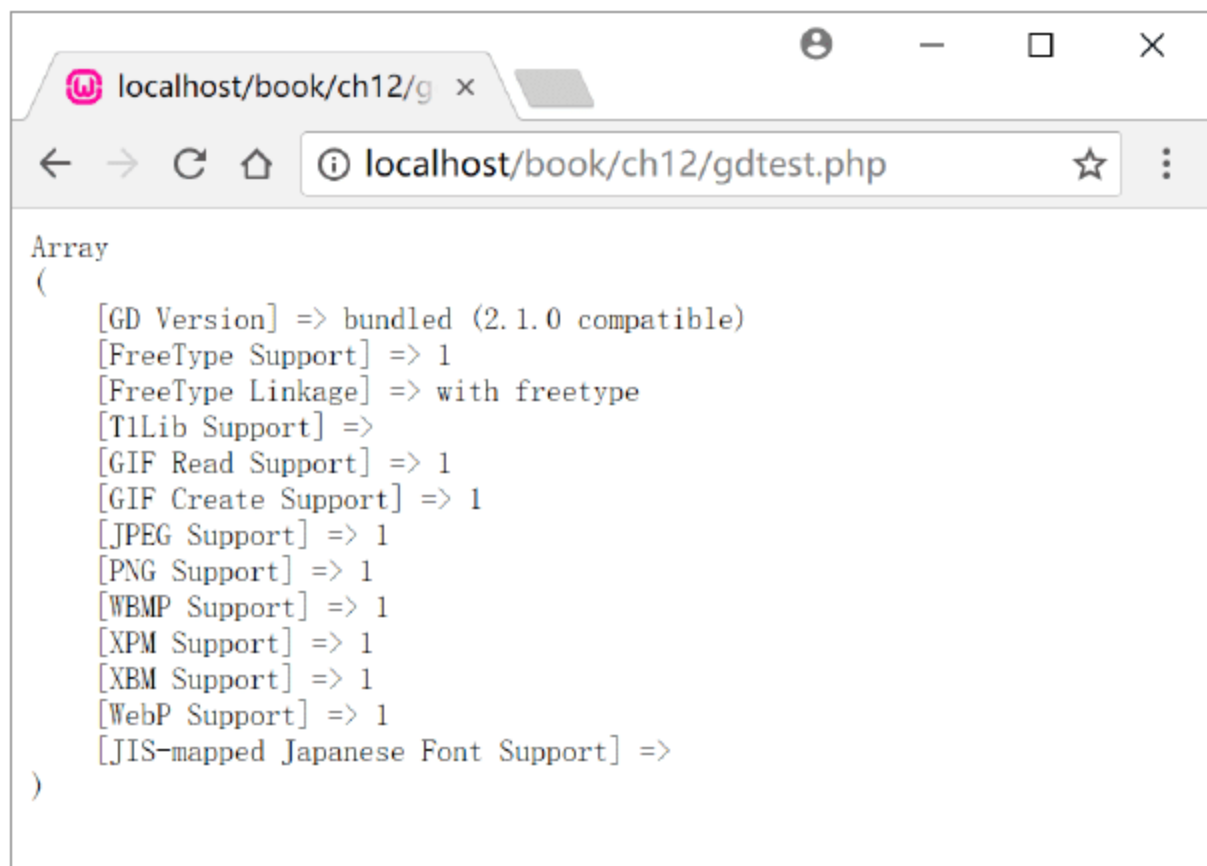 localhost/book/ch12/g
localhost/book/ch12/gdtest.php
Array
(
    [GD Version] => bundled (2.1.0 compatible)
    [FreeType Support] => 1
    [FreeType Linkage] => with freetype
    [T1Lib Support] =>
    [GIF Read Support] => 1
    [GIF Create Support] => 1
    [JPEG Support] => 1
    [PNG Support] => 1
    [WBMP Support] => 1
    [XPM Support] => 1
    [XBM Support] => 1
    [WebP Support] => 1
    [JIS-mapped Japanese Font Support] =>
)